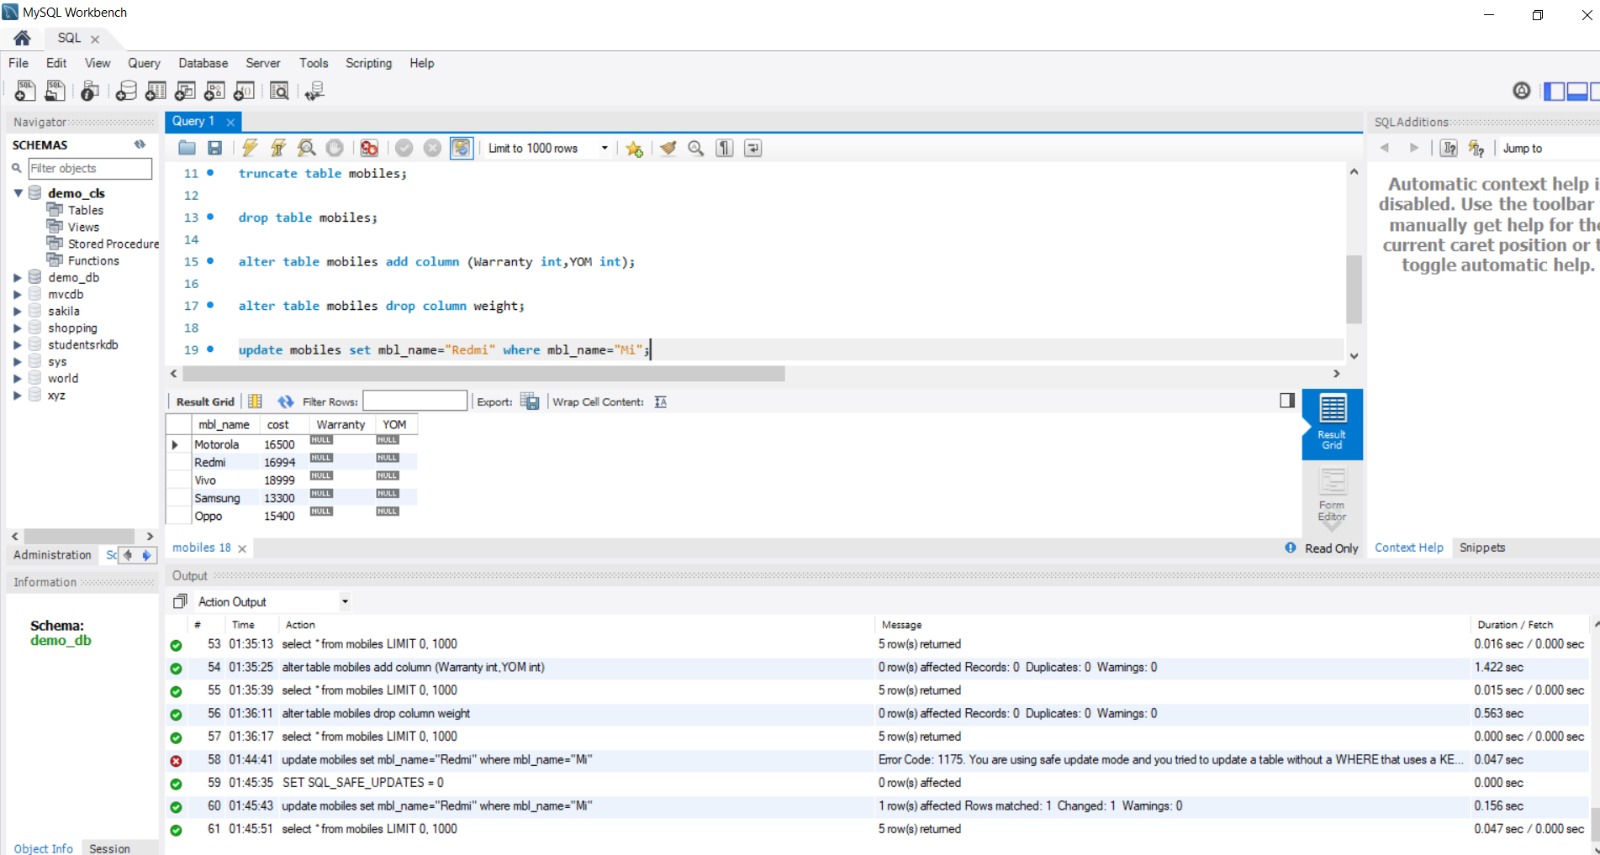 MySQL Workbench
SQL
File Edit View Query Database Server Tools Scripting Help
Navigator
SCHEMAS
Filter objects
demo_cls
Tables
Views
Stored Procedure
Functions
demo_db
mvcdb
sakila
shopping
studentsrkdb
sys
world
xyz
Administration Sc
Information
Schema:
demo_db
Object Info Session
Query 1
Limit to 1000 rows
11 truncate table mobiles;
12
13 drop table mobiles;
14
15 alter table mobiles add column (Warranty int,YOM int);
16
17 alter table mobiles drop column weight;
18
19 update mobiles set mbl_name="Redmi" where mbl_name="Mi";
Result Grid Filter Rows: Export: Wrap Cell Content:
mbl_name cost Warranty YOM
Motorola 16500 NULL NULL
Redmi 16994 NULL NULL
Vivo 18999 NULL NULL
Samsung 13300 NULL NULL
Oppo 15400 NULL NULL
Result
Grid
Form
Editor
mobiles 18
Read Only
SQLAdditions
Jump to
Automatic context help i
disabled. Use the toolbar
manually get help for the
current caret position or t
toggle automatic help.
Context Help Snippets
Output
Action Output
# Time Action Message Duration / Fetch
53 01:35:13 select * from mobiles LIMIT 0, 1000 5 row(s) returned 0.016 sec / 0.000 sec
54 01:35:25 alter table mobiles add column (Warranty int,YOM int) 0 row(s) affected Records: 0 Duplicates: 0 Warnings: 0 1.422 sec
55 01:35:39 select * from mobiles LIMIT 0, 1000 5 row(s) returned 0.015 sec / 0.000 sec
56 01:36:11 alter table mobiles drop column weight 0 row(s) affected Records: 0 Duplicates: 0 Warnings: 0 0.563 sec
57 01:36:17 select * from mobiles LIMIT 0, 1000 5 row(s) returned 0.000 sec / 0.000 sec
58 01:44:41 update mobiles set mbl_name="Redmi" where mbl_name="Mi" Error Code: 1175. You are using safe update mode and you tried to update a table without a WHERE that uses a KE... 0.047 sec
59 01:45:35 SET SQL_SAFE_UPDATES = 0 0 row(s) affected 0.000 sec
60 01:45:43 update mobiles set mbl_name="Redmi" where mbl_name="Mi" 1 row(s) affected Rows matched: 1 Changed: 1 Warnings: 0 0.156 sec
61 01:45:51 select * from mobiles LIMIT 0, 1000 5 row(s) returned 0.047 sec / 0.000 sec